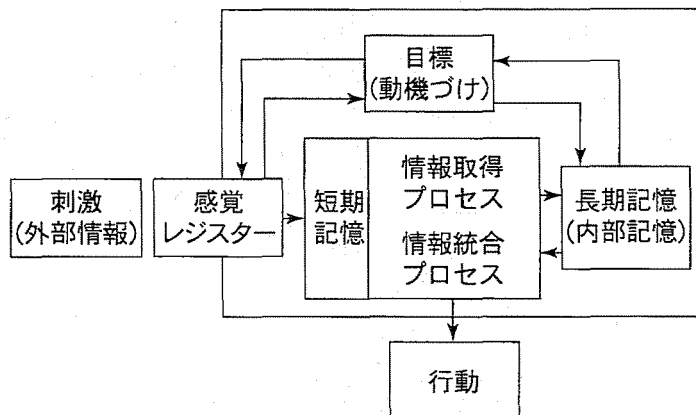 目標
(動機づけ)
刺激
(外部情報)
感覚
レジスター
短期
記憶
情報取得
プロセス
情報統合
プロセス
長期記憶
(内部記憶)
行動